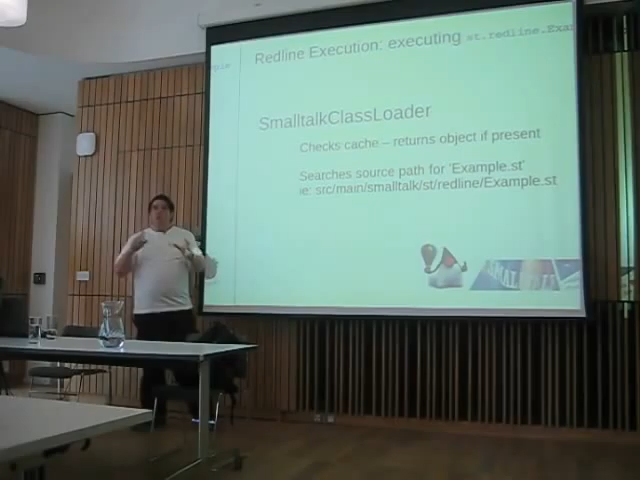 Redline Execution: executing st.redline.Exa
SmalltalkClassLoader
Checks cache – returns object if present
Searches source path for 'Example.st'
ie: src/main/smalltalk/st/redline/Example.st